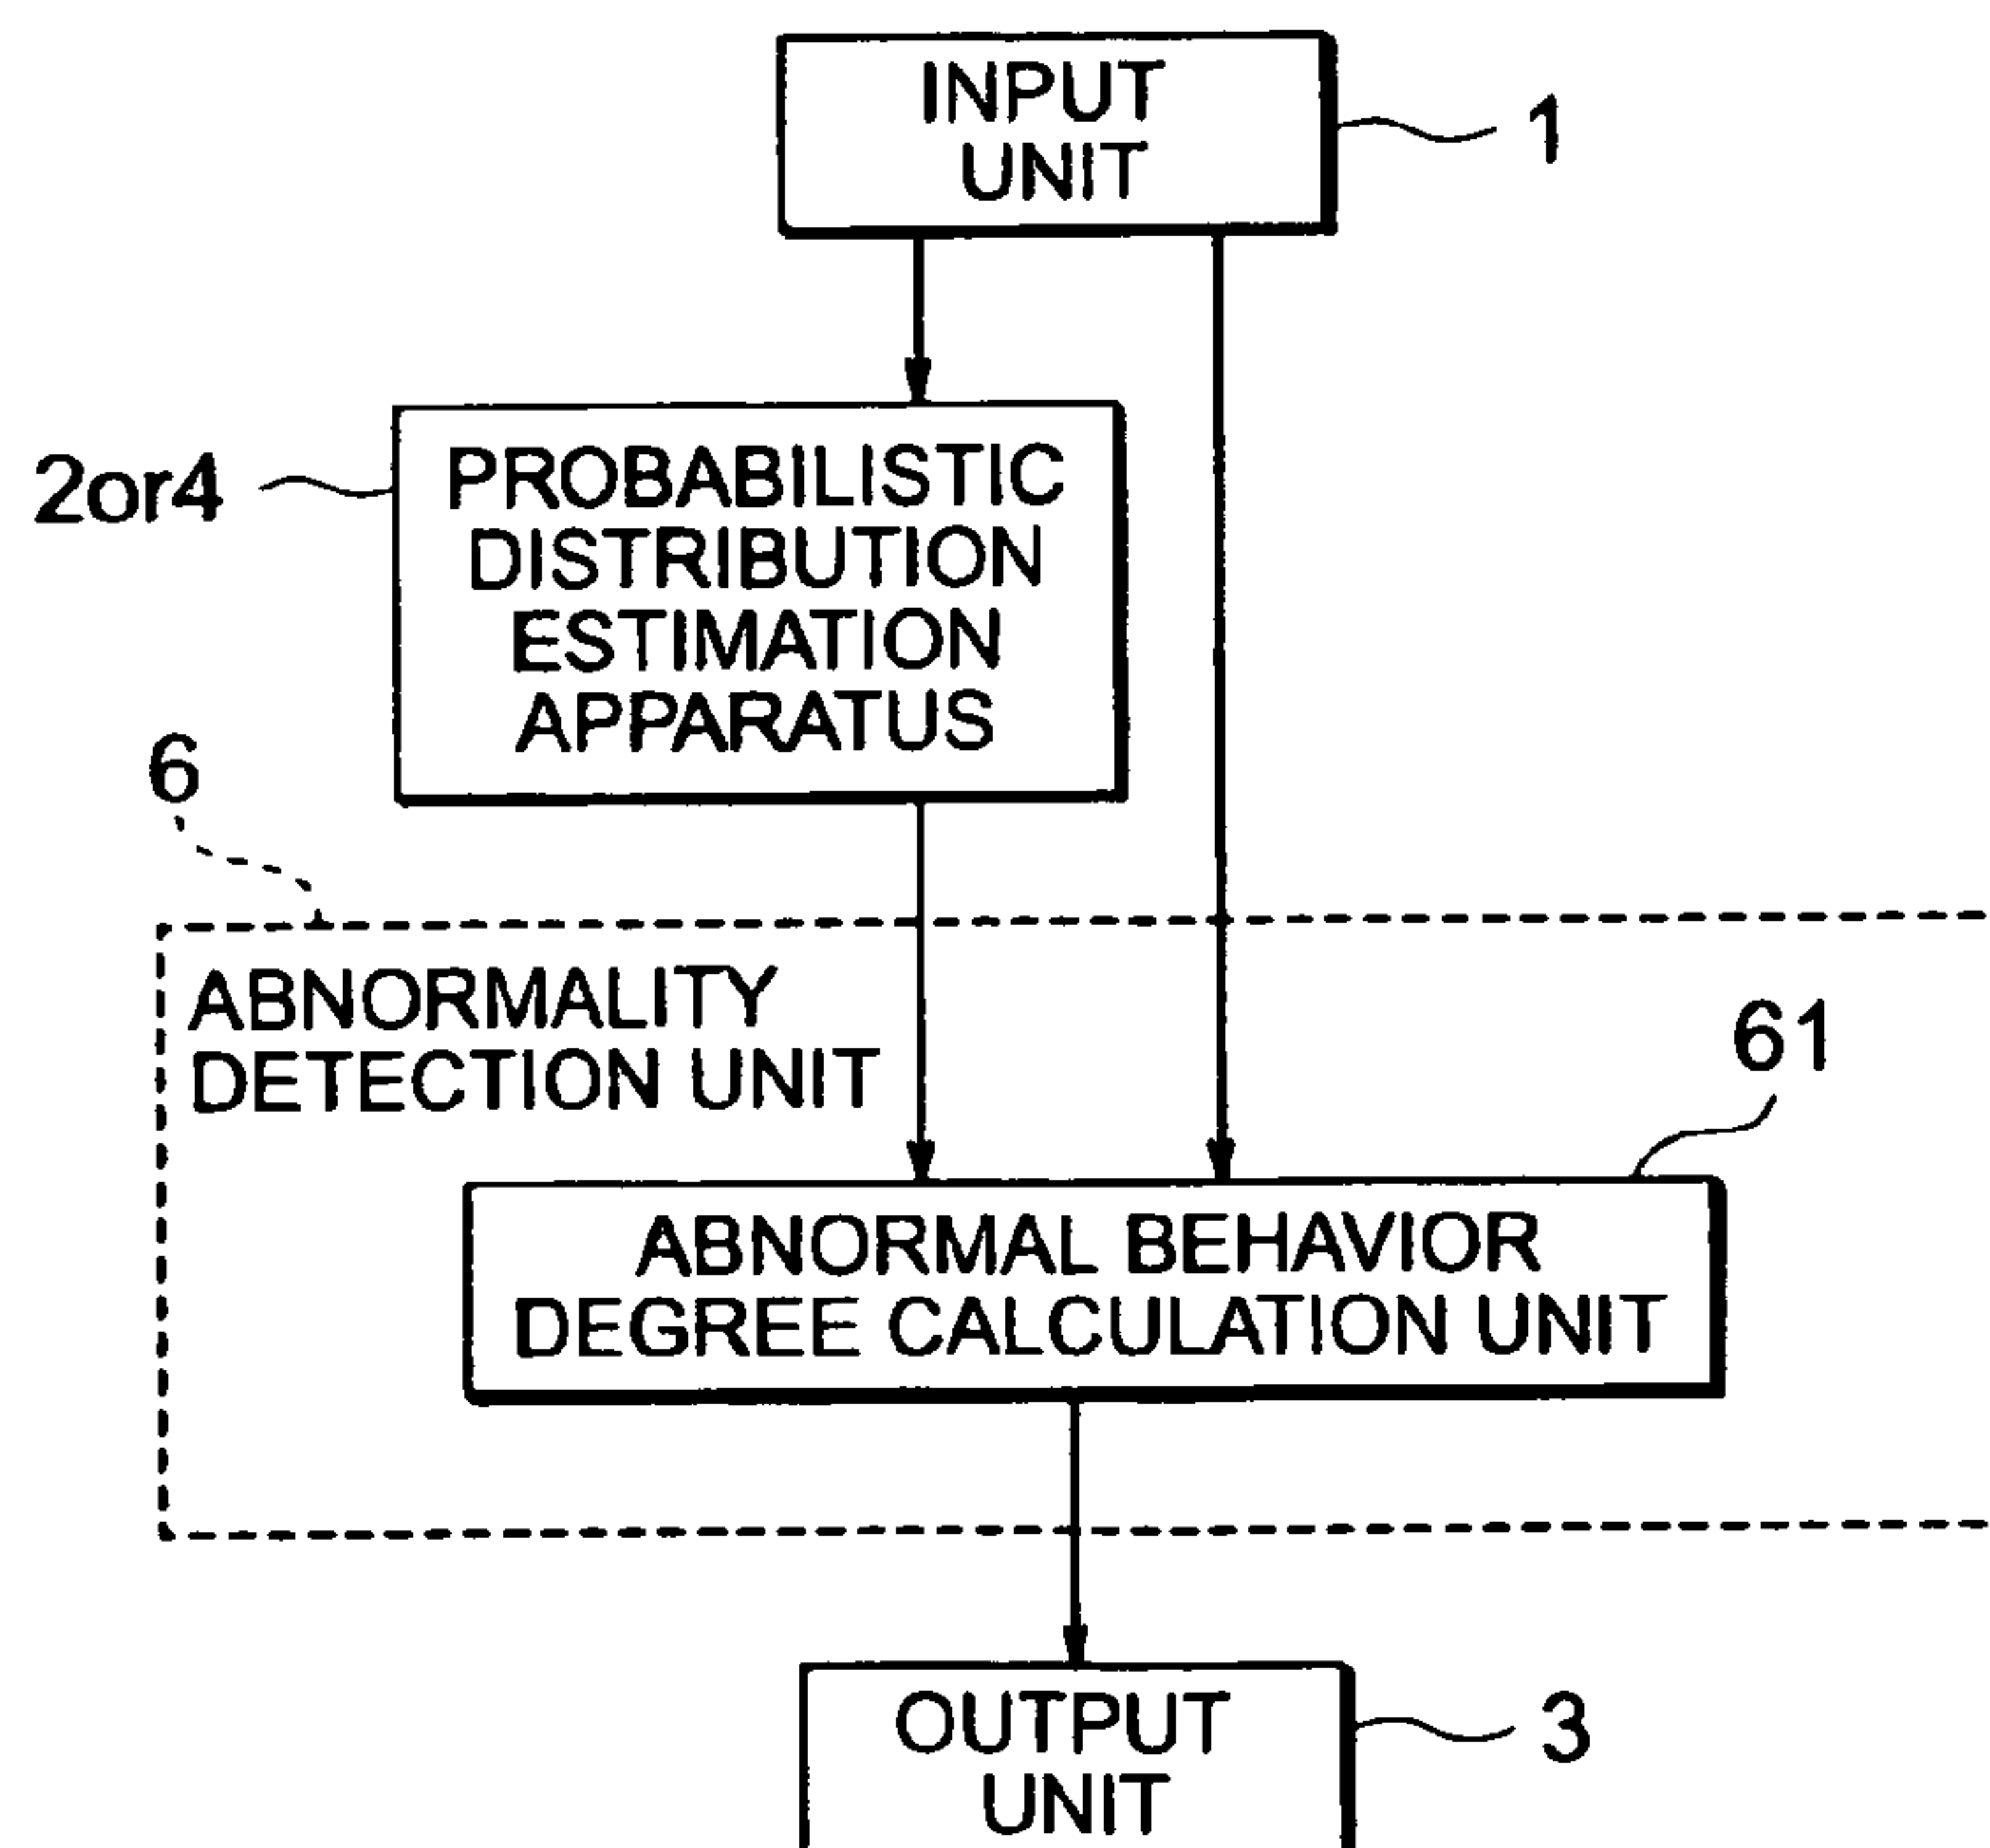 INPUT
UNIT
1
2or4
PROBABILISTIC
DISTRIBUTION
ESTIMATION
APPARATUS
6
ABNORMALITY
DETECTION UNIT
61
ABNORMAL BEHAVIOR
DEGREE CALCULATION UNIT
OUTPUT
UNIT
3